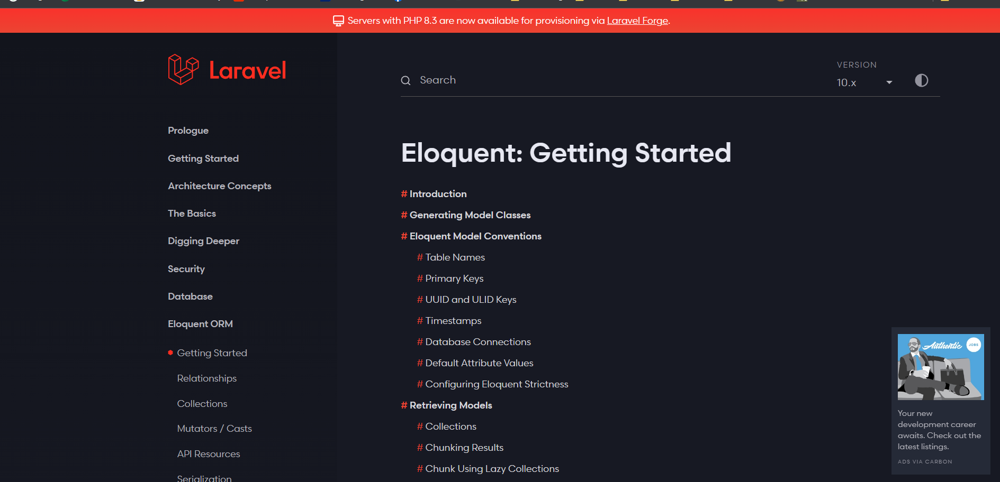 Servers with PHP 8.3 are now available for provisioning via Laravel Forge.
Laravel
Prologue
Getting Started
Architecture Concepts
The Basics
Digging Deeper
Security
Database
Eloquent ORM
Getting Started
Relationships
Collections
Mutators / Casts
API Resources
Serialization
Search
VERSION
10.x
Eloquent: Getting Started
# Introduction
# Generating Model Classes
# Eloquent Model Conventions
# Table Names
# Primary Keys
# UUID and ULID Keys
# Timestamps
# Database Connections
# Default Attribute Values
# Configuring Eloquent Strictness
# Retrieving Models
# Collections
# Chunking Results
# Chunk Using Lazy Collections
Authentic
JOBS
Your new
development career
awaits. Check out the
latest listings.
ADS VIA CARBON